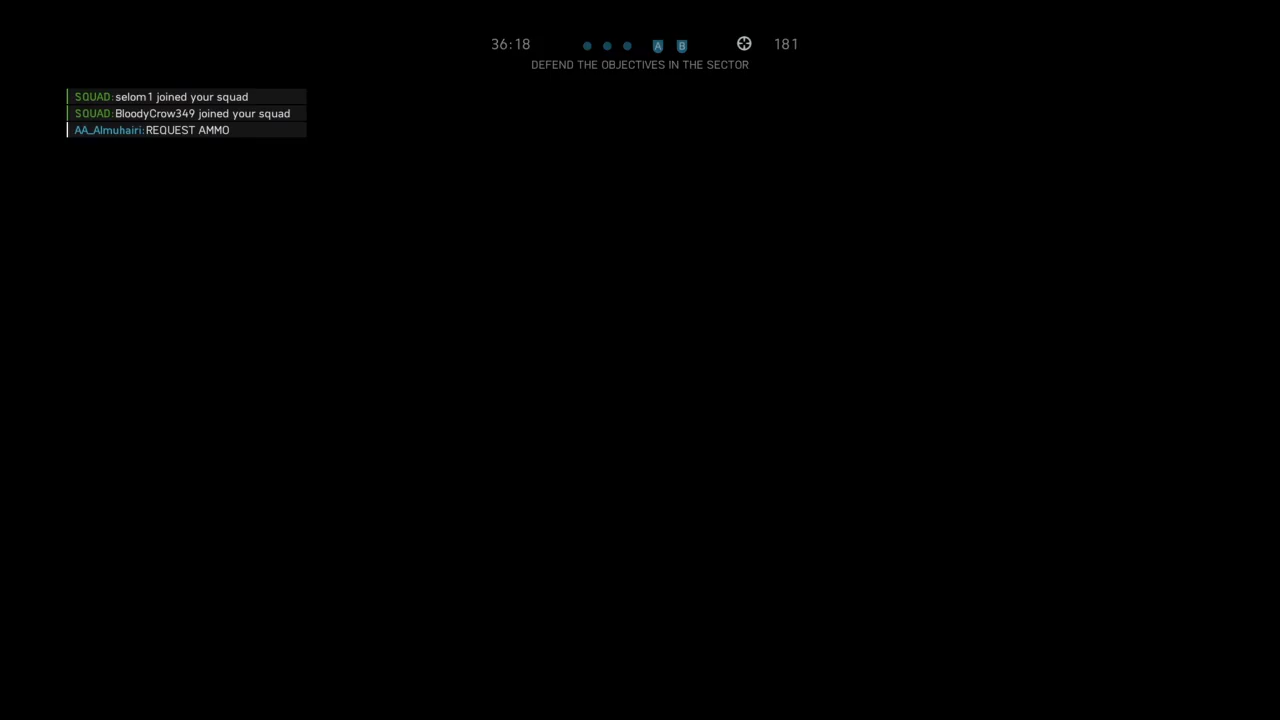 36:18 A B 181
DEFEND THE OBJECTIVES IN THE SECTOR
SQUAD:selom1 joined your squad
SQUAD:BloodyCrow349 joined your squad
AA_Almuhairi:REQUEST AMMO